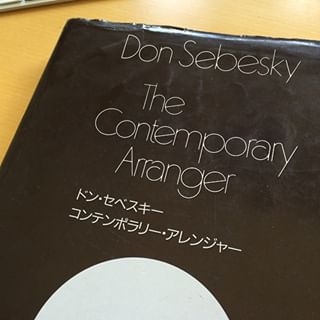 Don Sebesky
The
Contemporary
Arranger
ドン・セベスキー
コンテンポラリー・アレンジャー